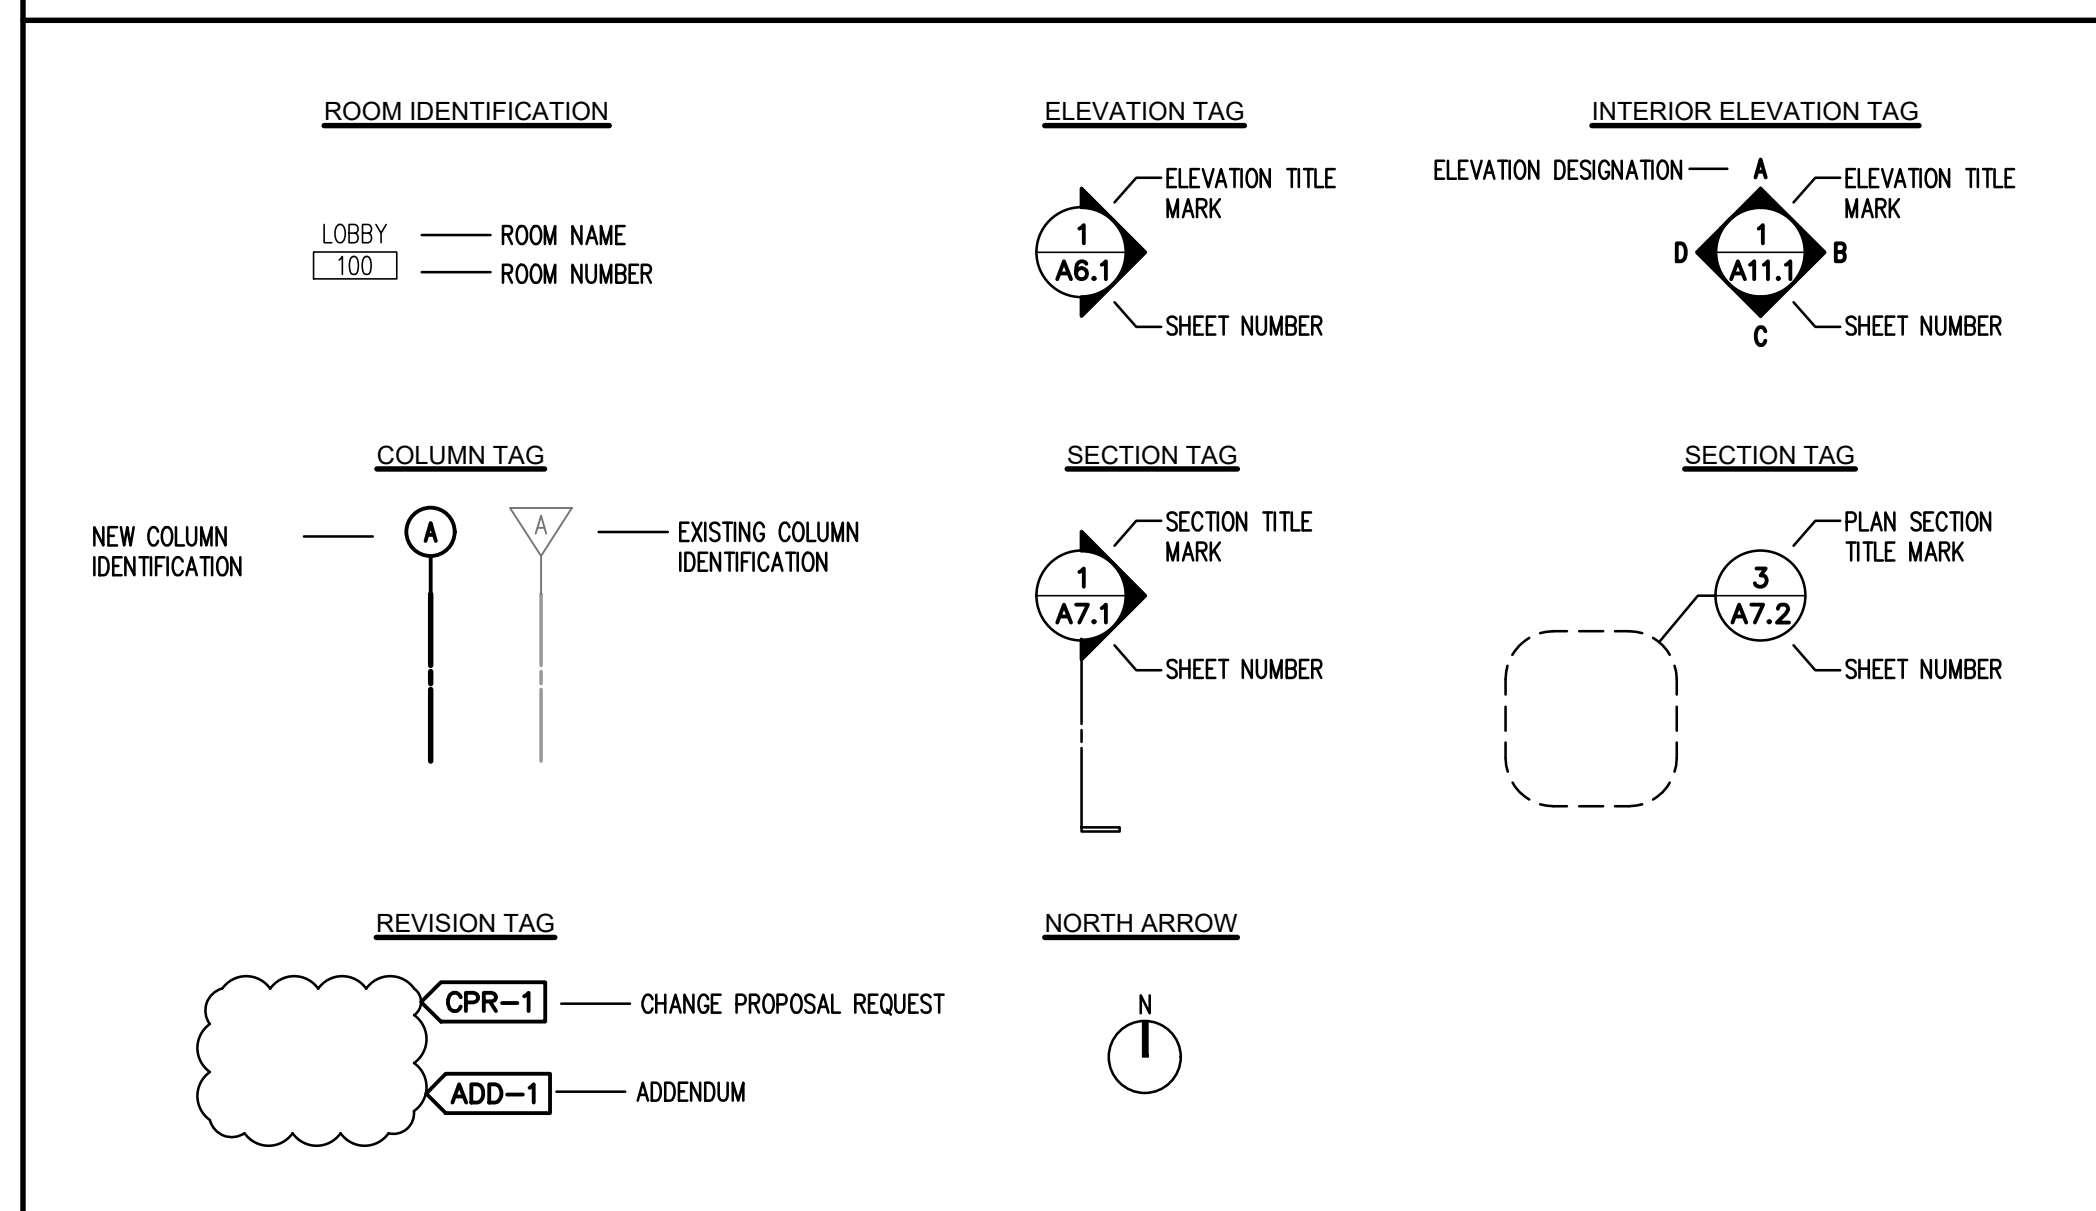 ROOM IDENTIFICATION
LOBBY
ROOM NAME
100
ROOM NUMBER
ELEVATION TAG
ELEVATION TITLE
MARK
1
A6.1
SHEET NUMBER
INTERIOR ELEVATION TAG
ELEVATION DESIGNATION
A
ELEVATION TITLE
MARK
1
D
B
A11.1
SHEET NUMBER
C
COLUMN TAG
NEW COLUMN
IDENTIFICATION
A
A
EXISTING COLUMN
IDENTIFICATION
SECTION TAG
SECTION TITLE
MARK
1
A7.1
SHEET NUMBER
SECTION TAG
PLAN SECTION
TITLE MARK
3
A7.2
SHEET NUMBER
REVISION TAG
CPR-1
CHANGE PROPOSAL REQUEST
ADD-1
ADDENDUM
NORTH ARROW
N